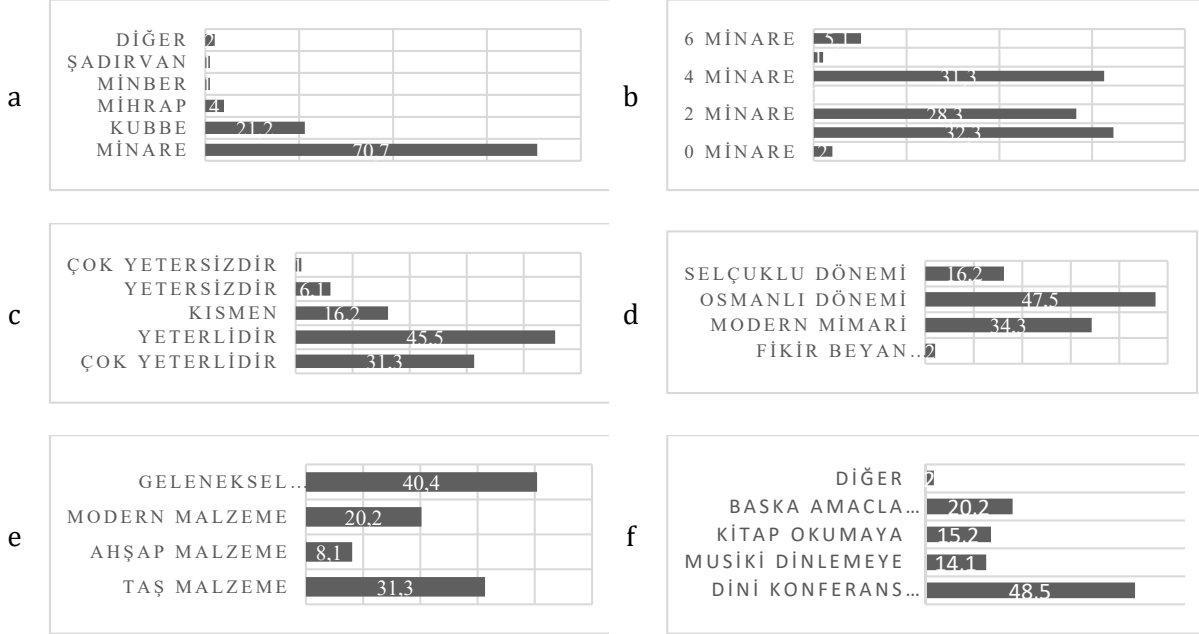 a
DİĞER 2
ŞADIRVAN 1
MİNBER 1
MİHRAP 4
KUBBE 21,2
MİNARE 70,7
b
6 MİNARE 5,1
1
4 MİNARE 31,3
2 MİNARE 28,3
32,3
0 MİNARE 2
c
ÇOK YETERSİZDİR 1
YETERSİZDİR 6,1
KISMEN 16,2
YETERLİDİR 45,5
ÇOK YETERLİDİR 31,3
d
SELÇUKLU DÖNEMİ 16,2
OSMANLI DÖNEMİ 47,5
MODERN MİMARİ 34,3
FİKİR BEYAN... 2
e
GELENEKSEL... 40,4
MODERN MALZEME 20,2
AHŞAP MALZEME 8,1
TAŞ MALZEME 31,3
f
DİĞER 2
BASKA AMACLA... 20,2
KİTAP OKUMAYA 15,2
MUSİKİ DİNLEMEYE 14,1
DİNİ KONFERANS... 48,5